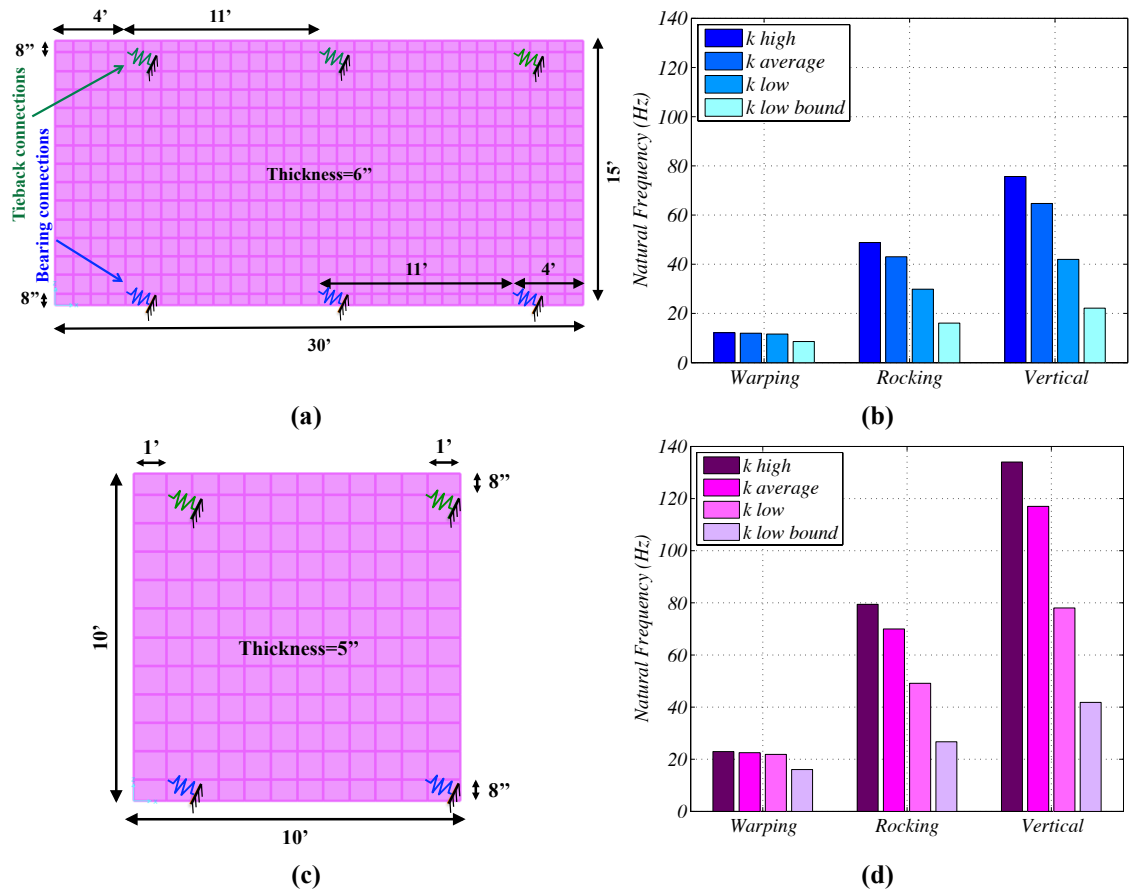 4’
11’
8”
Tieback connections
Bearing connections
Thickness=6”
15’
11’
4’
8”
30’
(a)
140
120
100
80
60
40
20
0
Natural Frequency (Hz)
k high
k average
k low
k low bound
Warping
Rocking
Vertical
(b)
1’
1’
8”
10’
Thickness=5”
8”
10’
(c)
140
120
100
80
60
40
20
0
Natural Frequency (Hz)
k high
k average
k low
k low bound
Warping
Rocking
Vertical
(d)